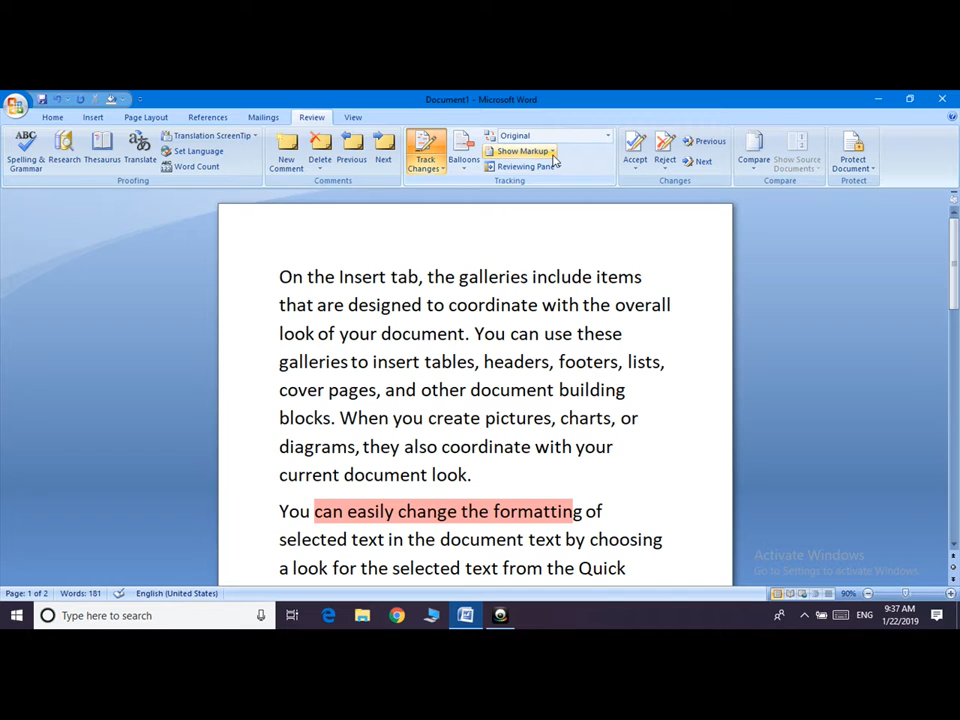 Document1 - Microsoft Word
Home Insert Page Layout References Mailings Review View
Spelling & Grammar
Research
Thesaurus
Translate
Translation ScreenTip
Set Language
Word Count
Proofing
New Comment
Delete
Previous
Next
Comments
Track Changes
Balloons
Original
Show Markup
Reviewing Pane
Tracking
Accept
Reject
Previous
Next
Changes
Compare
Show Source Documents
Compare
Protect Document
Protect
On the Insert tab, the galleries include items
that are designed to coordinate with the overall
look of your document. You can use these
galleries to insert tables, headers, footers, lists,
cover pages, and other document building
blocks. When you create pictures, charts, or
diagrams, they also coordinate with your
current document look.
You can easily change the formatting of
selected text in the document text by choosing
a look for the selected text from the Quick
Activate Windows
Go to Settings to activate Windows.
Page: 1 of 2 Words: 181 English (United States) 90%
Type here to search
ENG
9:37 AM
1/22/2019